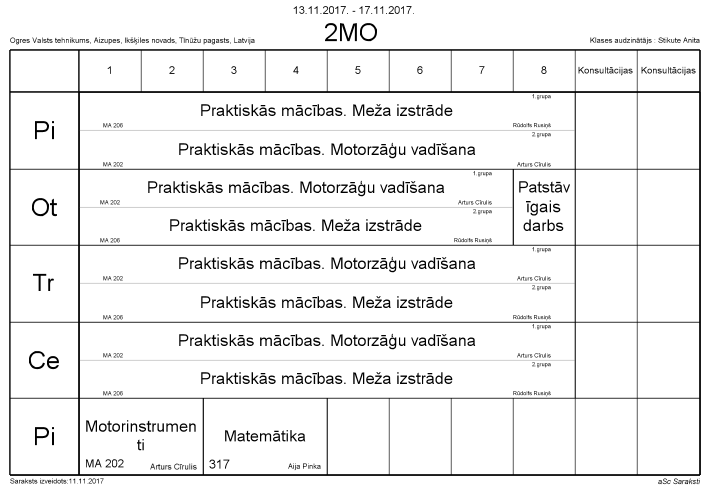 13.11.2017. - 17.11.2017.
2MO
Ogres Valsts tehnikums, Aizupes, Ikšķiles novads, Tīnūžu pagasts, Latvija
Klases audzinātājs : Stikute Anita
1 2 3 4 5 6 7 8 Konsultācijas Konsultācijas
Pi
1.grupa
Praktiskās mācības. Meža izstrāde
MA 206 Rūdolfs Rusiņš
2.grupa
Praktiskās mācības. Motorzāģu vadīšana
MA 202 Arturs Cīrulis
Ot
1.grupa
Praktiskās mācības. Motorzāģu vadīšana
MA 202 Arturs Cīrulis
2.grupa
Praktiskās mācības. Meža izstrāde
MA 206 Rūdolfs Rusiņš
Patstāv
īgais
darbs
Tr
1.grupa
Praktiskās mācības. Motorzāģu vadīšana
MA 202 Arturs Cīrulis
2.grupa
Praktiskās mācības. Meža izstrāde
MA 206 Rūdolfs Rusiņš
Ce
1.grupa
Praktiskās mācības. Motorzāģu vadīšana
MA 202 Arturs Cīrulis
2.grupa
Praktiskās mācības. Meža izstrāde
MA 206 Rūdolfs Rusiņš
Pi
Motorinstrumen
ti
MA 202 Arturs Cīrulis
Matemātika
317 Aija Pinka
Saraksts izveidots:11.11.2017
aSc Saraksti